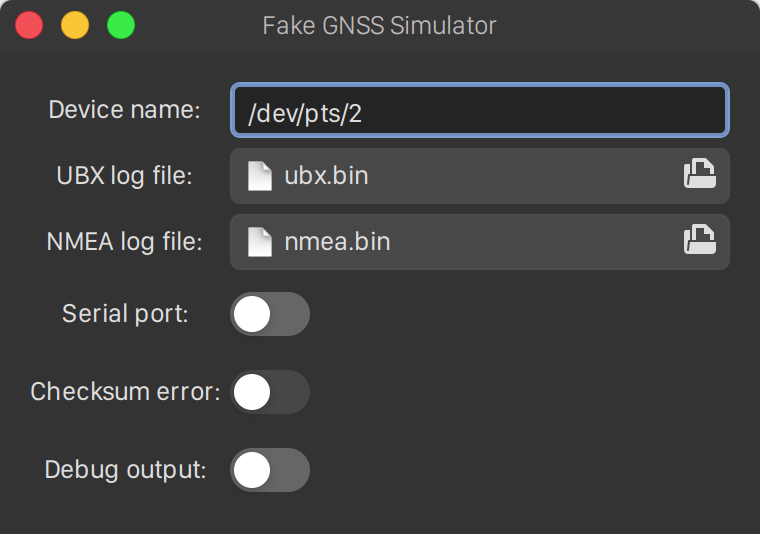 Fake GNSS Simulator
Device name: /dev/pts/2
UBX log file: ubx.bin
NMEA log file: nmea.bin
Serial port:
Checksum error:
Debug output: